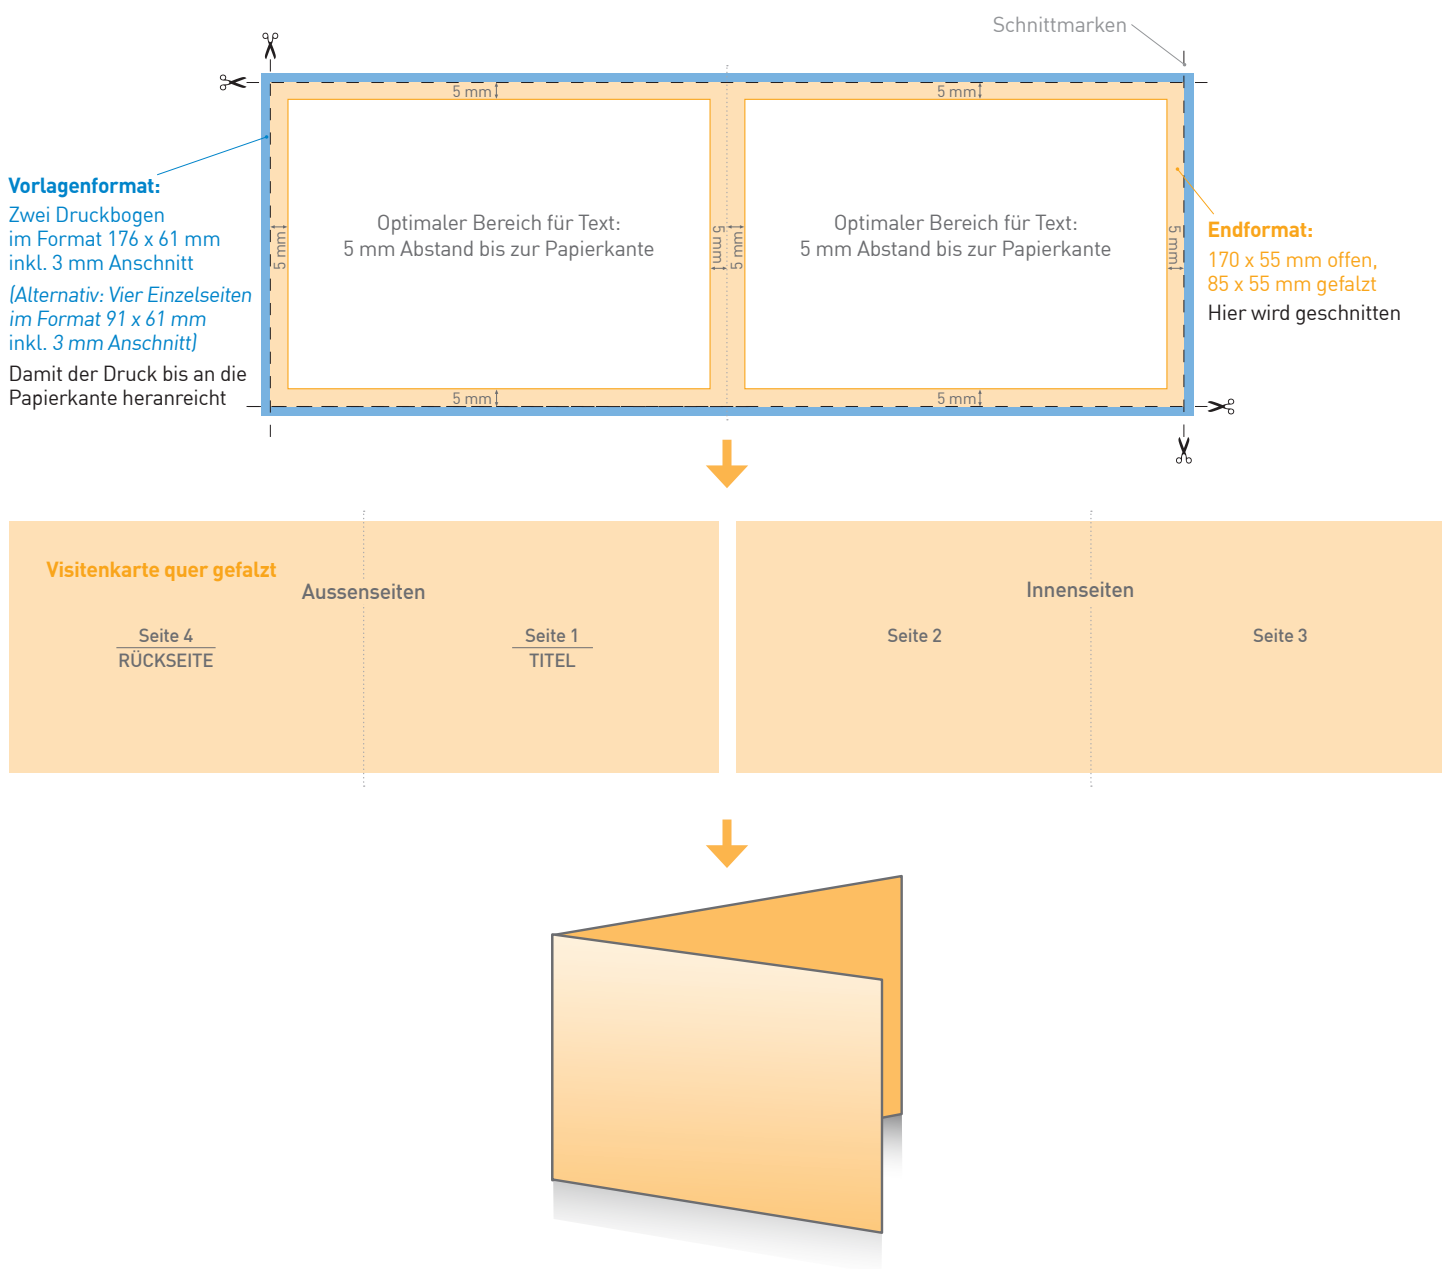 Schnittmarken
5 mm
5 mm
Vorlagenformat:
Zwei Druckbogen
im Format 176 x 61 mm
inkl. 3 mm Anschnitt
(Alternativ: Vier Einzelseiten
im Format 91 x 61 mm
inkl. 3 mm Anschnitt)
Damit der Druck bis an die
Papierkante heranreicht
5 mm
Optimaler Bereich für Text:
5 mm Abstand bis zur Papierkante
5 mm
5 mm
Optimaler Bereich für Text:
5 mm Abstand bis zur Papierkante
5 mm
Endformat:
170 x 55 mm offen,
85 x 55 mm gefalzt
Hier wird geschnitten
5 mm
5 mm
Visitenkarte quer gefalzt
Aussenseiten
Seite 4
RÜCKSEITE
Seite 1
TITEL
Innenseiten
Seite 2
Seite 3